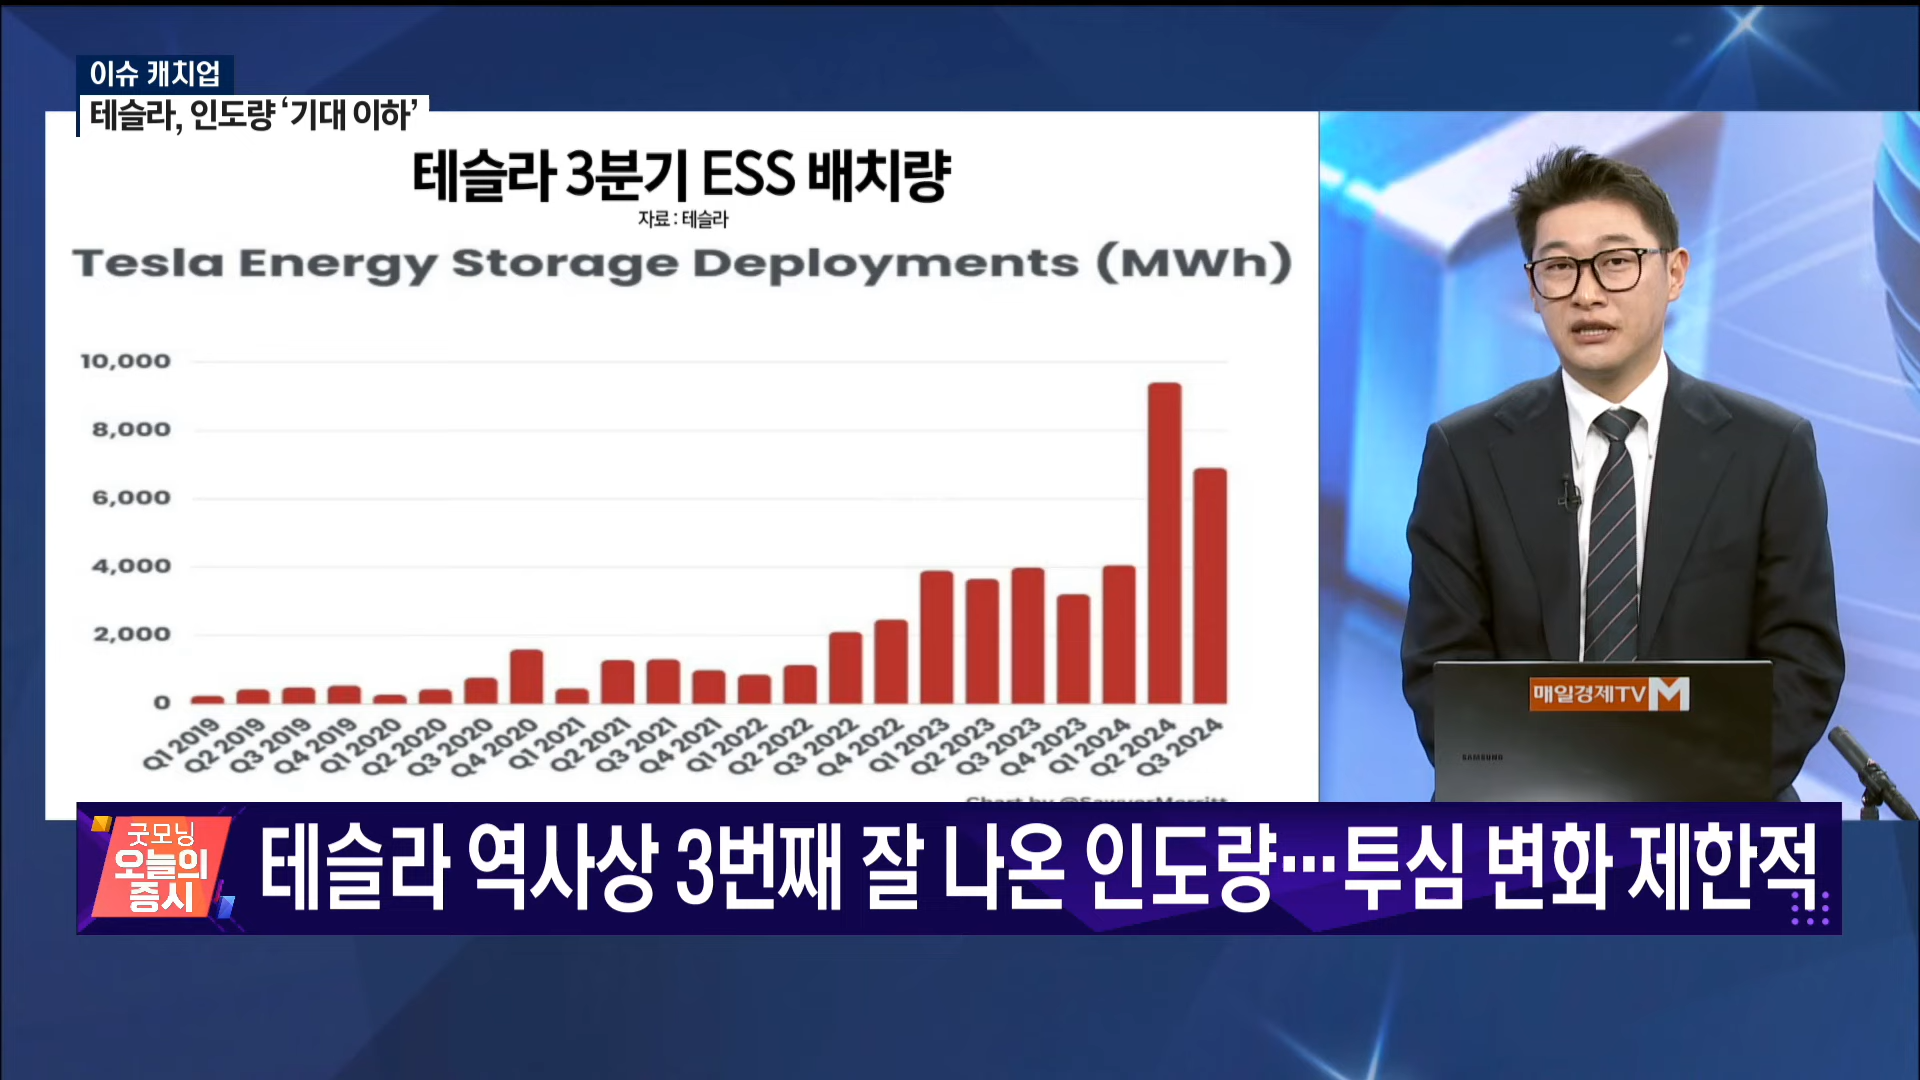 이슈 캐치업
테슬라, 인도량 ‘기대 이하’
테슬라 3분기 ESS 배치량
자료 : 테슬라
Tesla Energy Storage Deployments (MWh)
10,000
8,000
6,000
4,000
2,000
0
Q1 2019
Q2 2019
Q3 2019
Q4 2019
Q1 2020
Q2 2020
Q3 2020
Q4 2020
Q1 2021
Q2 2021
Q3 2021
Q4 2021
Q1 2022
Q2 2022
Q3 2022
Q4 2022
Q1 2023
Q2 2023
Q3 2023
Q4 2023
Q1 2024
Q2 2024
Q3 2024
Chart by @SawyerMerritt
매일경제TV M
SAMSUNG
굿모닝
오늘의
증시
테슬라 역사상 3번째 잘 나온 인도량…투심 변화 제한적